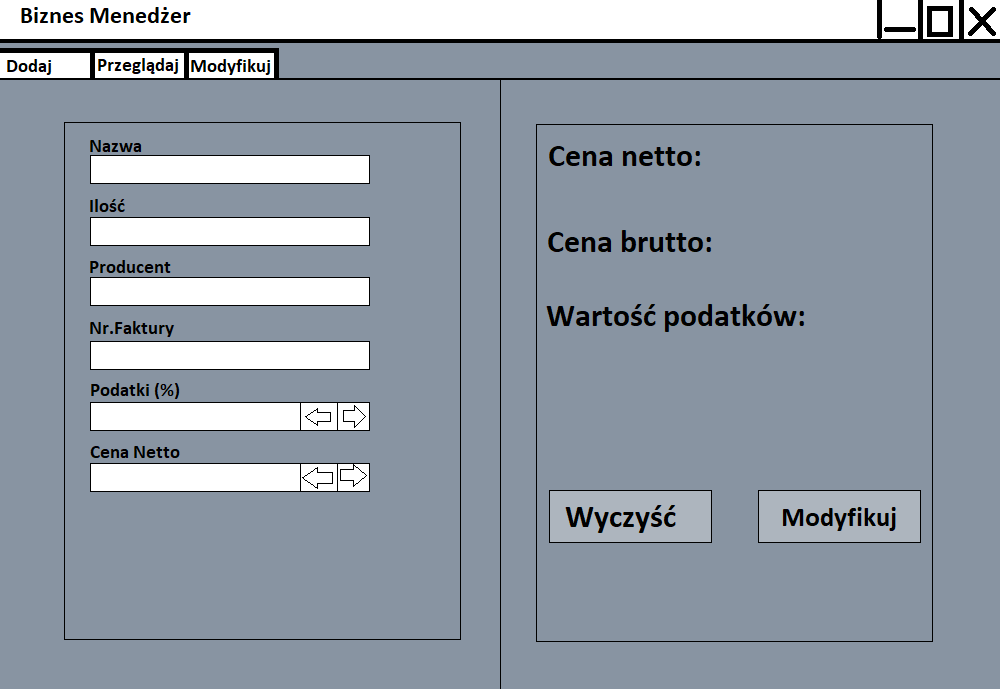 Biznes Menedżer
Dodaj Przeglądaj Modyfikuj
Nazwa
Ilość
Producent
Nr.Faktury
Podatki (%)
Cena Netto
Cena netto:
Cena brutto:
Wartość podatków:
Wyczyść Modyfikuj